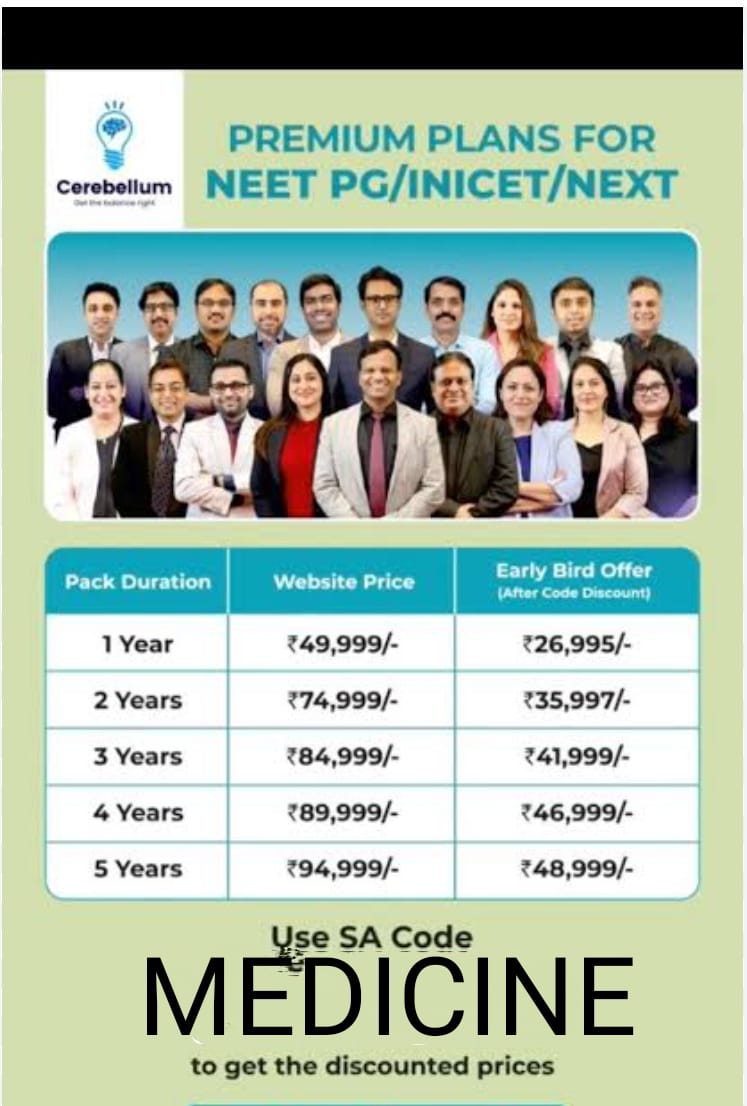 Cerebellum
Get the balance right
PREMIUM PLANS FOR
NEET PG/INICET/NEXT
Pack Duration Website Price Early Bird Offer
(After Code Discount)
1 Year ₹49,999/- ₹26,995/-
2 Years ₹74,999/- ₹35,997/-
3 Years ₹84,999/- ₹41,999/-
4 Years ₹89,999/- ₹46,999/-
5 Years ₹94,999/- ₹48,999/-
Use SA Code
MEDICINE
to get the discounted prices